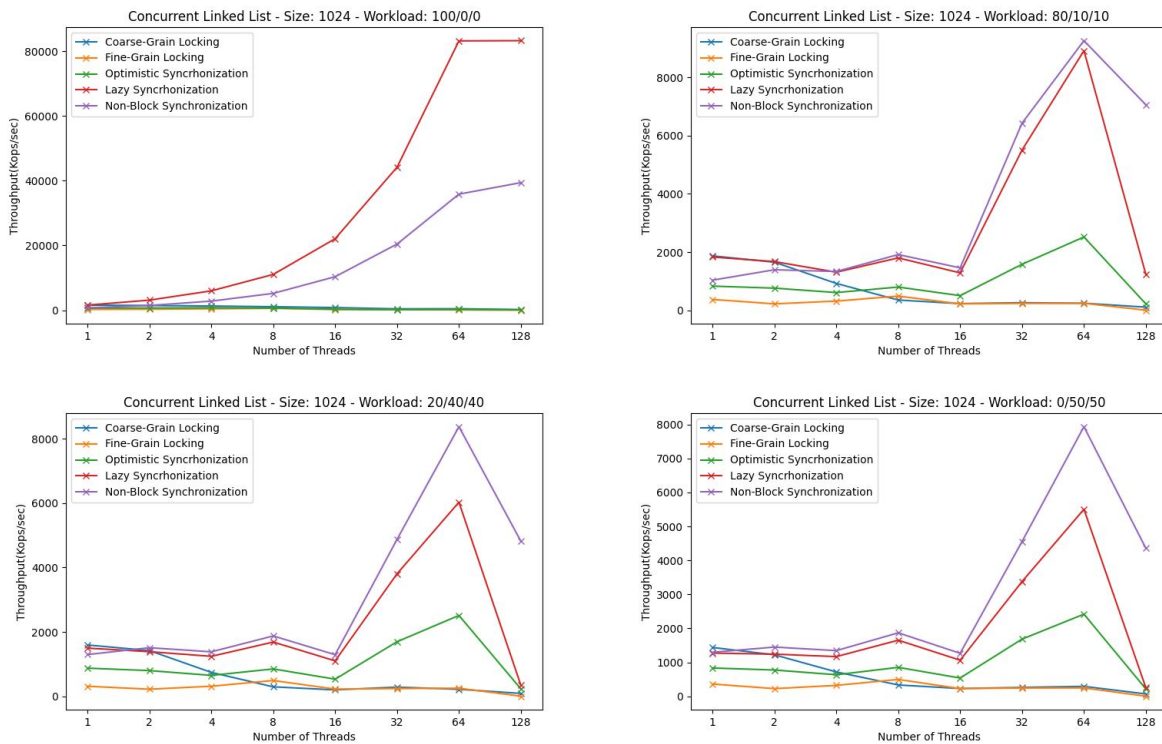 Concurrent Linked List - Size: 1024 - Workload: 100/0/0
Coarse-Grain Locking
Fine-Grain Locking
Optimistic Syncrhonization
Lazy Syncrhonization
Non-Block Synchronization
80000
60000
40000
20000
0
Throughput(Kops/sec)
1 2 4 8 16 32 64 128
Number of Threads
Concurrent Linked List - Size: 1024 - Workload: 80/10/10
Coarse-Grain Locking
Fine-Grain Locking
Optimistic Syncrhonization
Lazy Syncrhonization
Non-Block Synchronization
8000
6000
4000
2000
0
Throughput(Kops/sec)
1 2 4 8 16 32 64 128
Number of Threads
Concurrent Linked List - Size: 1024 - Workload: 20/40/40
Coarse-Grain Locking
Fine-Grain Locking
Optimistic Syncrhonization
Lazy Syncrhonization
Non-Block Synchronization
8000
6000
4000
2000
0
Throughput(Kops/sec)
1 2 4 8 16 32 64 128
Number of Threads
Concurrent Linked List - Size: 1024 - Workload: 0/50/50
Coarse-Grain Locking
Fine-Grain Locking
Optimistic Syncrhonization
Lazy Syncrhonization
Non-Block Synchronization
8000
7000
6000
5000
4000
3000
2000
1000
0
Throughput(Kops/sec)
1 2 4 8 16 32 64 128
Number of Threads